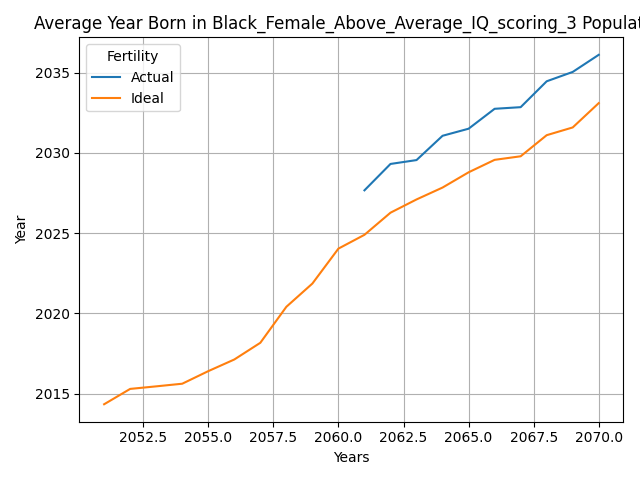 Average Year Born in Black_Female_Above_Average_IQ_scoring_3 Populat
Fertility
Actual
Ideal
2035
2030
2025
2020
2015
Year
2052.5 2055.0 2057.5 2060.0 2062.5 2065.0 2067.5 2070.0
Years